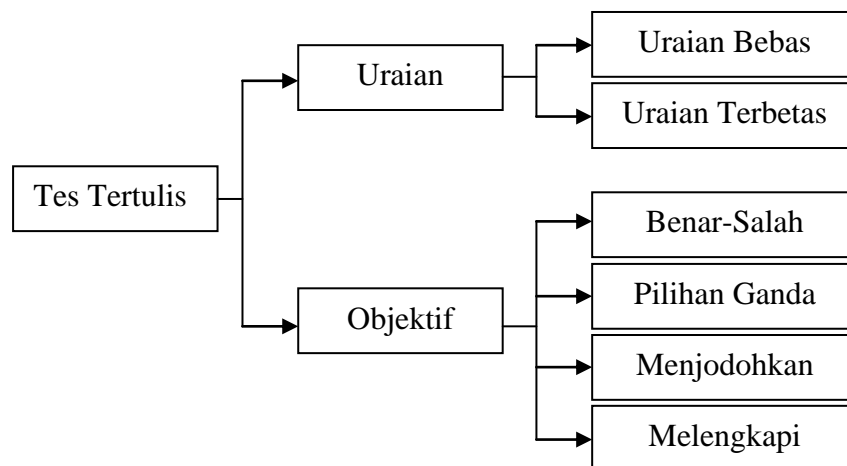 Tes Tertulis
Uraian
Uraian Bebas
Uraian Terbetas
Objektif
Benar-Salah
Pilihan Ganda
Menjodohkan
Melengkapi